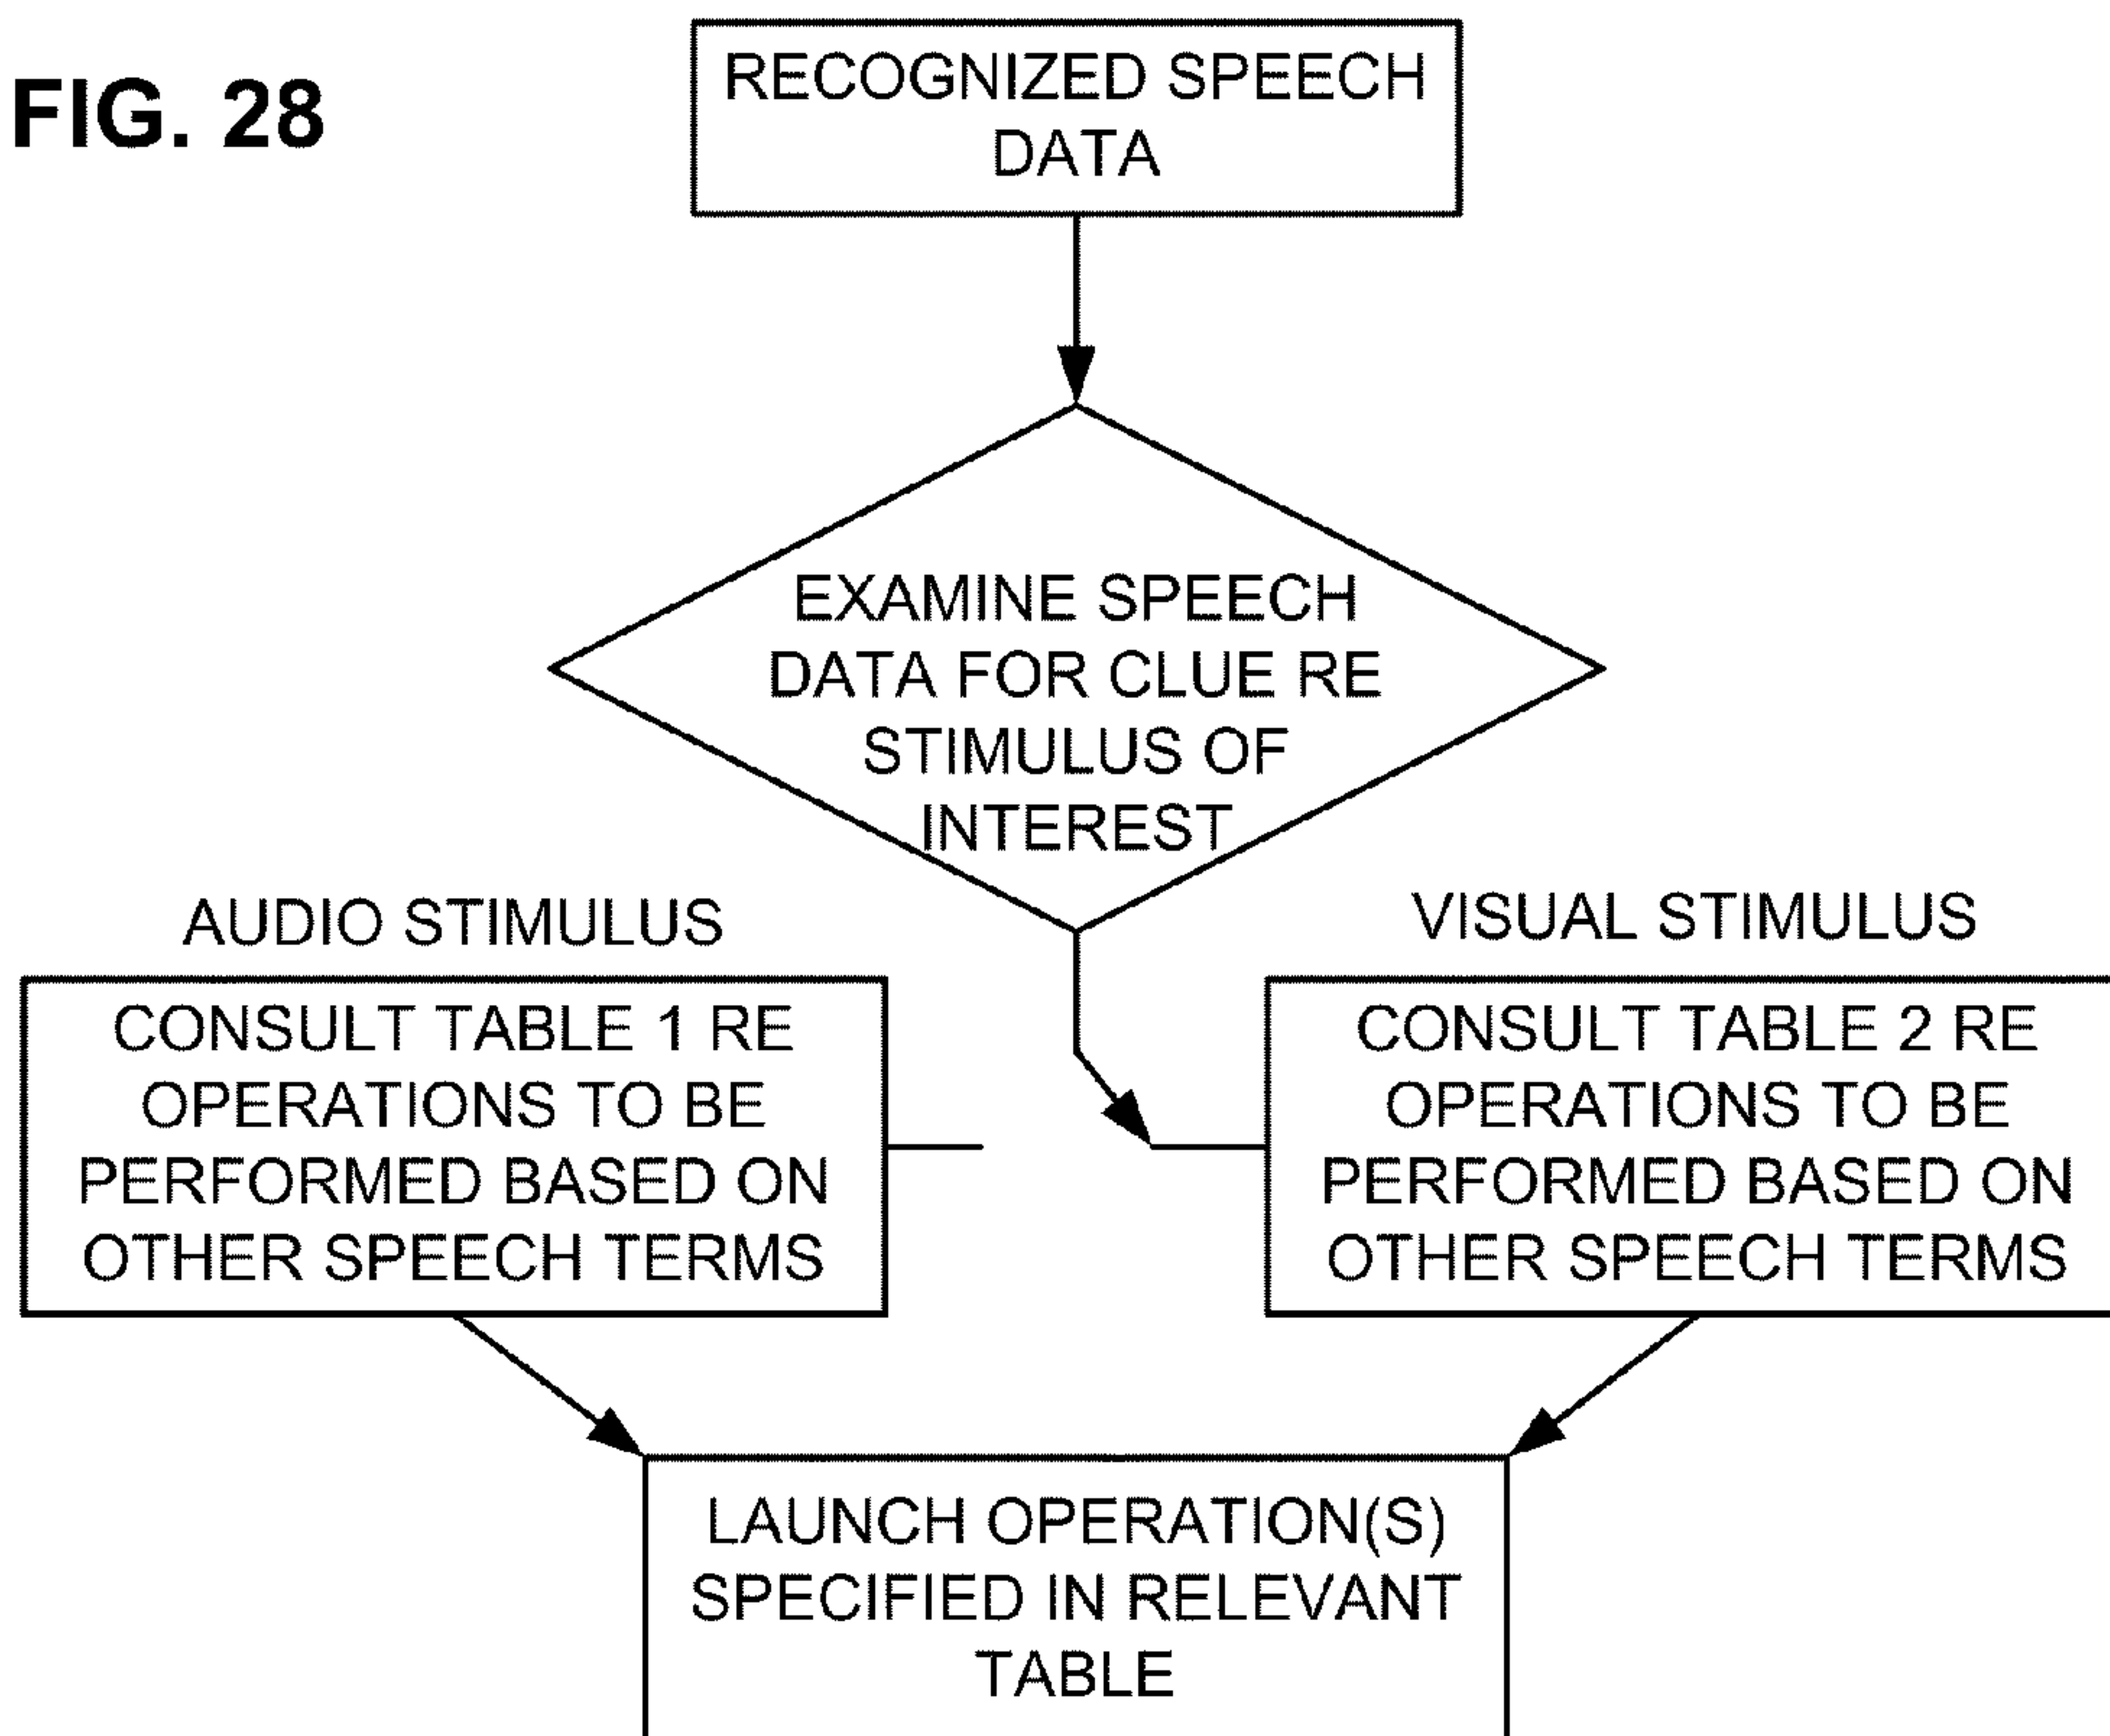 FIG. 28
RECOGNIZED SPEECH
DATA
EXAMINE SPEECH
DATA FOR CLUE RE
STIMULUS OF
INTEREST
AUDIO STIMULUS
CONSULT TABLE 1 RE
OPERATIONS TO BE
PERFORMED BASED ON
OTHER SPEECH TERMS
VISUAL STIMULUS
CONSULT TABLE 2 RE
OPERATIONS TO BE
PERFORMED BASED ON
OTHER SPEECH TERMS
LAUNCH OPERATION(S)
SPECIFIED IN RELEVANT
TABLE